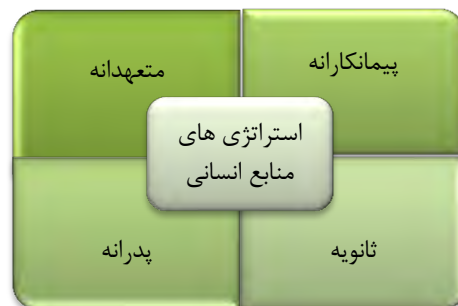 پیمانکارانه
متعهدانه
استراتژی های
منابع انسانی
ثانویه
پدرانه